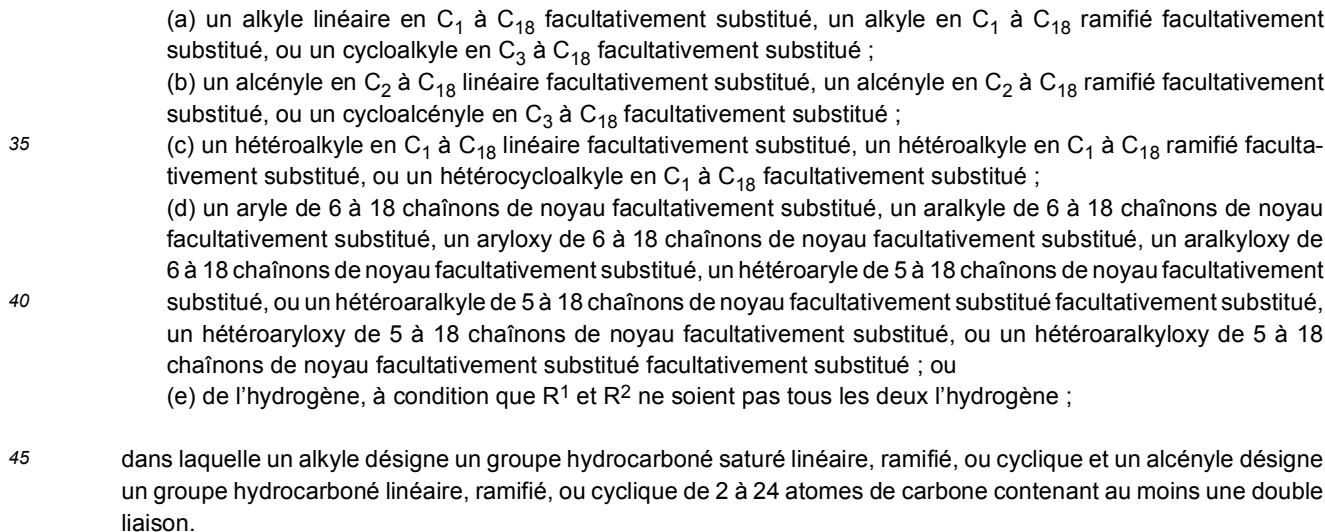 (a) un alkyle linéaire en C₁ à C₁₈ facultativement substitué, un alkyle en C₁ à C₁₈ ramifié facultativement
substitué, ou un cycloalkyle en C₃ à C₁₈ facultativement substitué ;
(b) un alcényle en C₂ à C₁₈ linéaire facultativement substitué, un alcényle en C₂ à C₁₈ ramifié facultativement
substitué, ou un cycloalcényle en C₃ à C₁₈ facultativement substitué ;
35 (c) un hétéroalkyle en C₁ à C₁₈ linéaire facultativement substitué, un hétéroalkyle en C₁ à C₁₈ ramifié faculta-
tivement substitué, ou un hétérocycloalkyle en C₁ à C₁₈ facultativement substitué ;
(d) un aryle de 6 à 18 chaînons de noyau facultativement substitué, un aralkyle de 6 à 18 chaînons de noyau
facultativement substitué, un aryloxy de 6 à 18 chaînons de noyau facultativement substitué, un aralkyloxy de
6 à 18 chaînons de noyau facultativement substitué, un hétéroaryle de 5 à 18 chaînons de noyau facultativement
40 substitué, ou un hétéroaralkyle de 5 à 18 chaînons de noyau facultativement substitué facultativement substitué,
un hétéroaryloxy de 5 à 18 chaînons de noyau facultativement substitué, ou un hétéroaralkyloxy de 5 à 18
chaînons de noyau facultativement substitué facultativement substitué ; ou
(e) de l'hydrogène, à condition que R¹ et R² ne soient pas tous les deux l'hydrogène ;
45 dans laquelle un alkyle désigne un groupe hydrocarboné saturé linéaire, ramifié, ou cyclique et un alcényle désigne
un groupe hydrocarboné linéaire, ramifié, ou cyclique de 2 à 24 atomes de carbone contenant au moins une double
liaison.